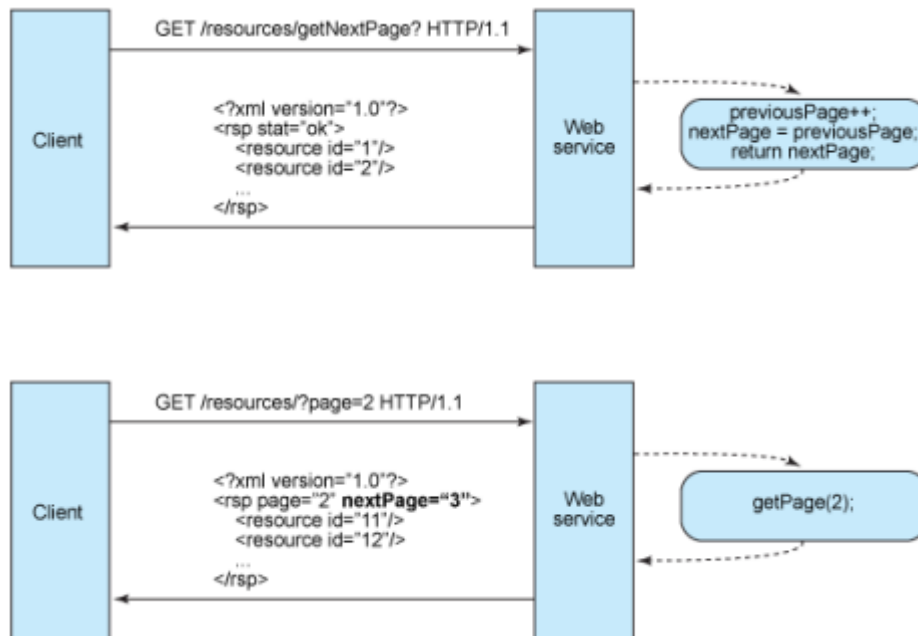 GET /resources/getNextPage? HTTP/1.1
Client
<?xml version="1.0"?>
<rsp stat="ok">
<resource id="1"/>
<resource id="2"/>
...
</rsp>
Web
service
previousPage++;
nextPage = previousPage;
return nextPage;
GET /resources/?page=2 HTTP/1.1
Client
<?xml version="1.0"?>
<rsp page="2" nextPage="3">
<resource id="11"/>
<resource id="12"/>
...
</rsp>
Web
service
getPage(2);